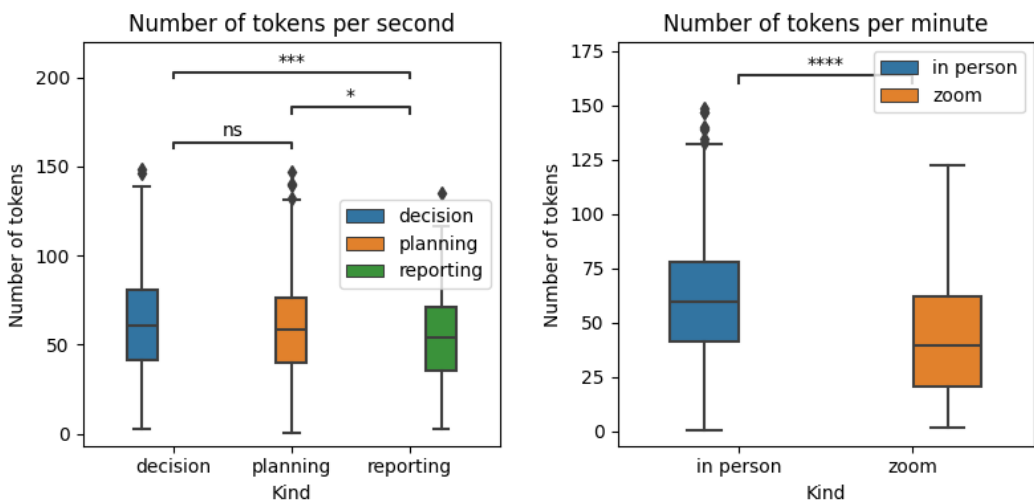 Number of tokens per second
***
*
ns
200
150
100
50
0
Number of tokens
decision
planning
reporting
decision planning reporting
Kind
Number of tokens per minute
****
in person
zoom
175
150
125
100
75
50
25
0
Number of tokens
in person zoom
Kind